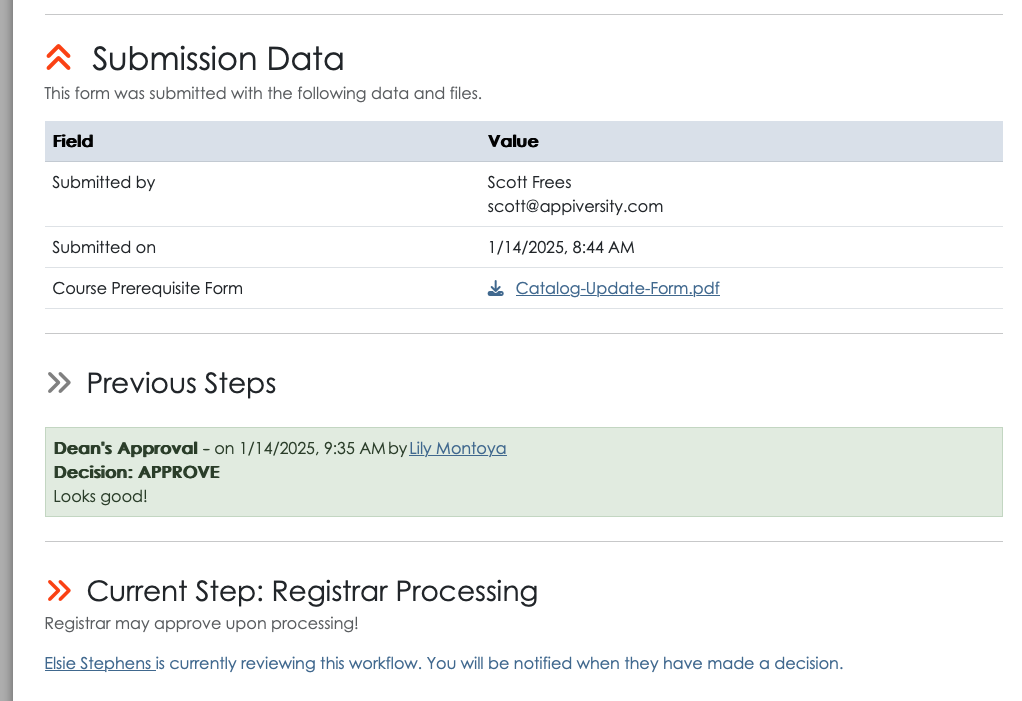 Submission Data
This form was submitted with the following data and files.
Field Value
Submitted by Scott Frees
scott@appiversity.com
Submitted on 1/14/2025, 8:44 AM
Course Prerequisite Form Catalog-Update-Form.pdf
Previous Steps
Dean's Approval - on 1/14/2025, 9:35 AM by Lily Montoya
Decision: APPROVE
Looks good!
Current Step: Registrar Processing
Registrar may approve upon processing!
Elsie Stephens is currently reviewing this workflow. You will be notified when they have made a decision.